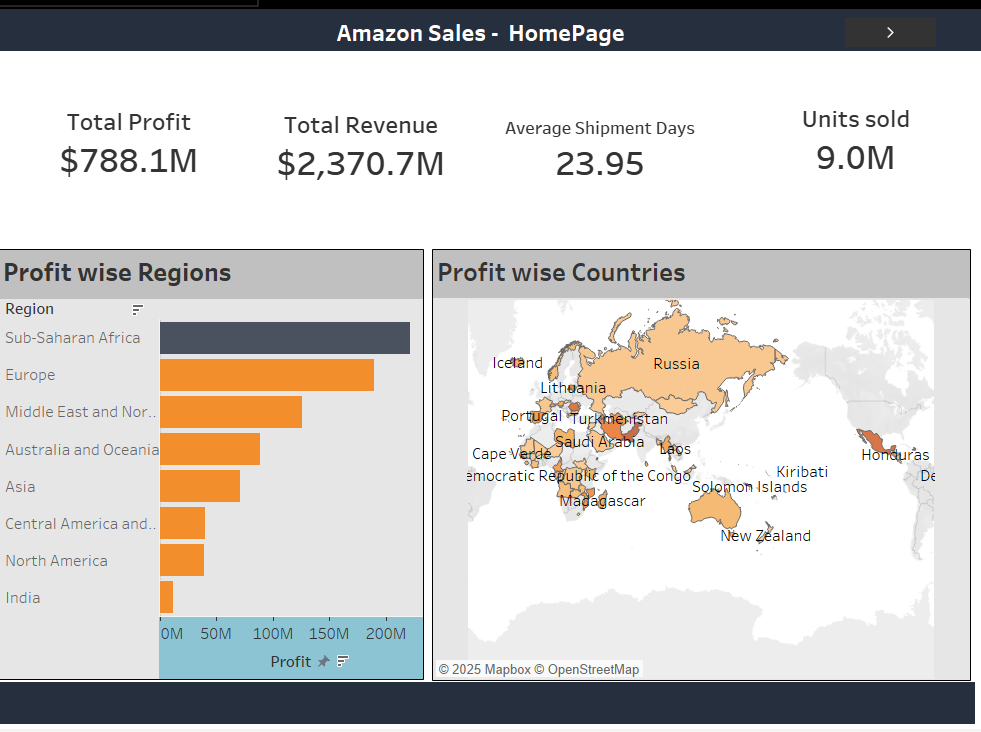 Amazon Sales -  HomePage
Total Profit
$788.1M
Total Revenue
$2,370.7M
Average Shipment Days
23.95
Units sold
9.0M
Profit wise Regions
Region
Sub-Saharan Africa
Europe
Middle East and Nor..
Australia and Oceania
Asia
Central America and..
North America
India
0M 50M 100M 150M 200M
Profit
Profit wise Countries
Iceland
Russia
Lithuania
Portugal
Turkmenistan
Saudi Arabia
Laos
Cape Verde
Honduras
emocratic Republic of the Congo
Kiribati
De
Solomon Islands
Madagascar
New Zealand
© 2025 Mapbox © OpenStreetMap